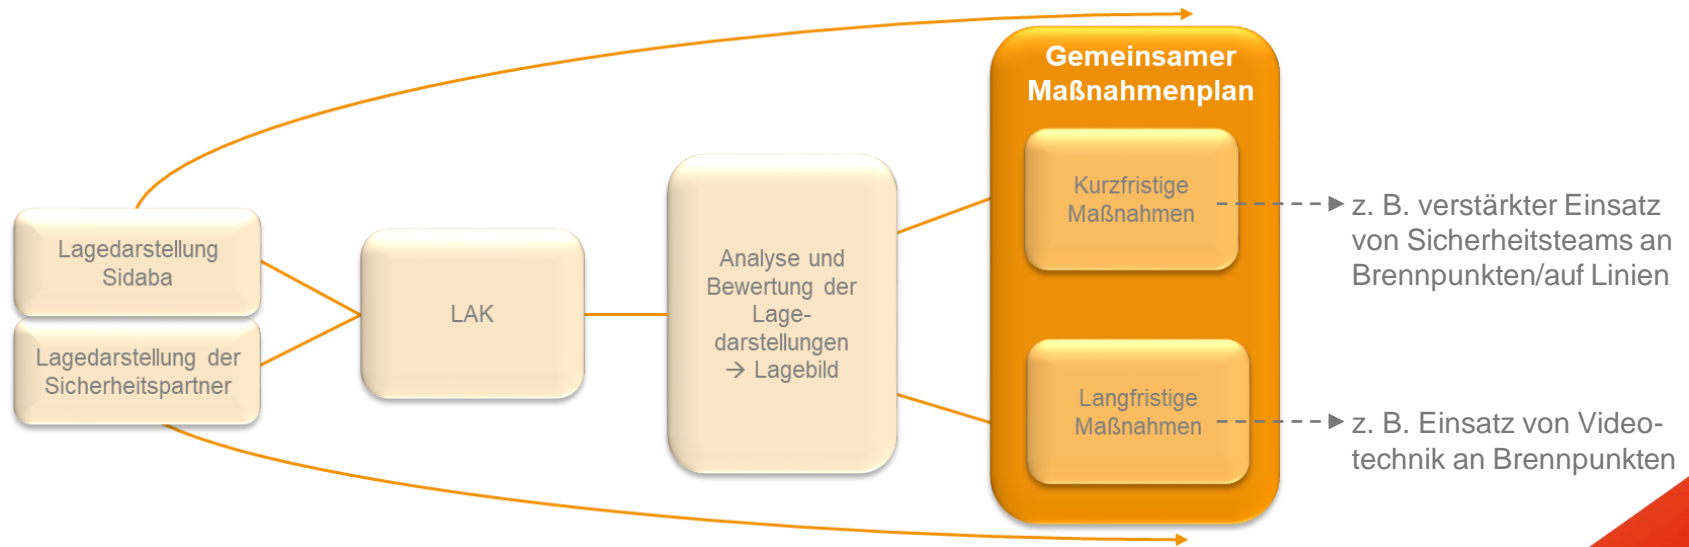 Gemeinsamer
Maßnahmenplan
Lagedarstellung
Sidaba
Lagedarstellung der
Sicherheitspartner
LAK
Analyse und
Bewertung der
Lage-
darstellungen
→ Lagebild
Kurzfristige
Maßnahmen
z. B. verstärkter Einsatz
von Sicherheitsteams an
Brennpunkten/auf Linien
Langfristige
Maßnahmen
z. B. Einsatz von Video-
technik an Brennpunkten